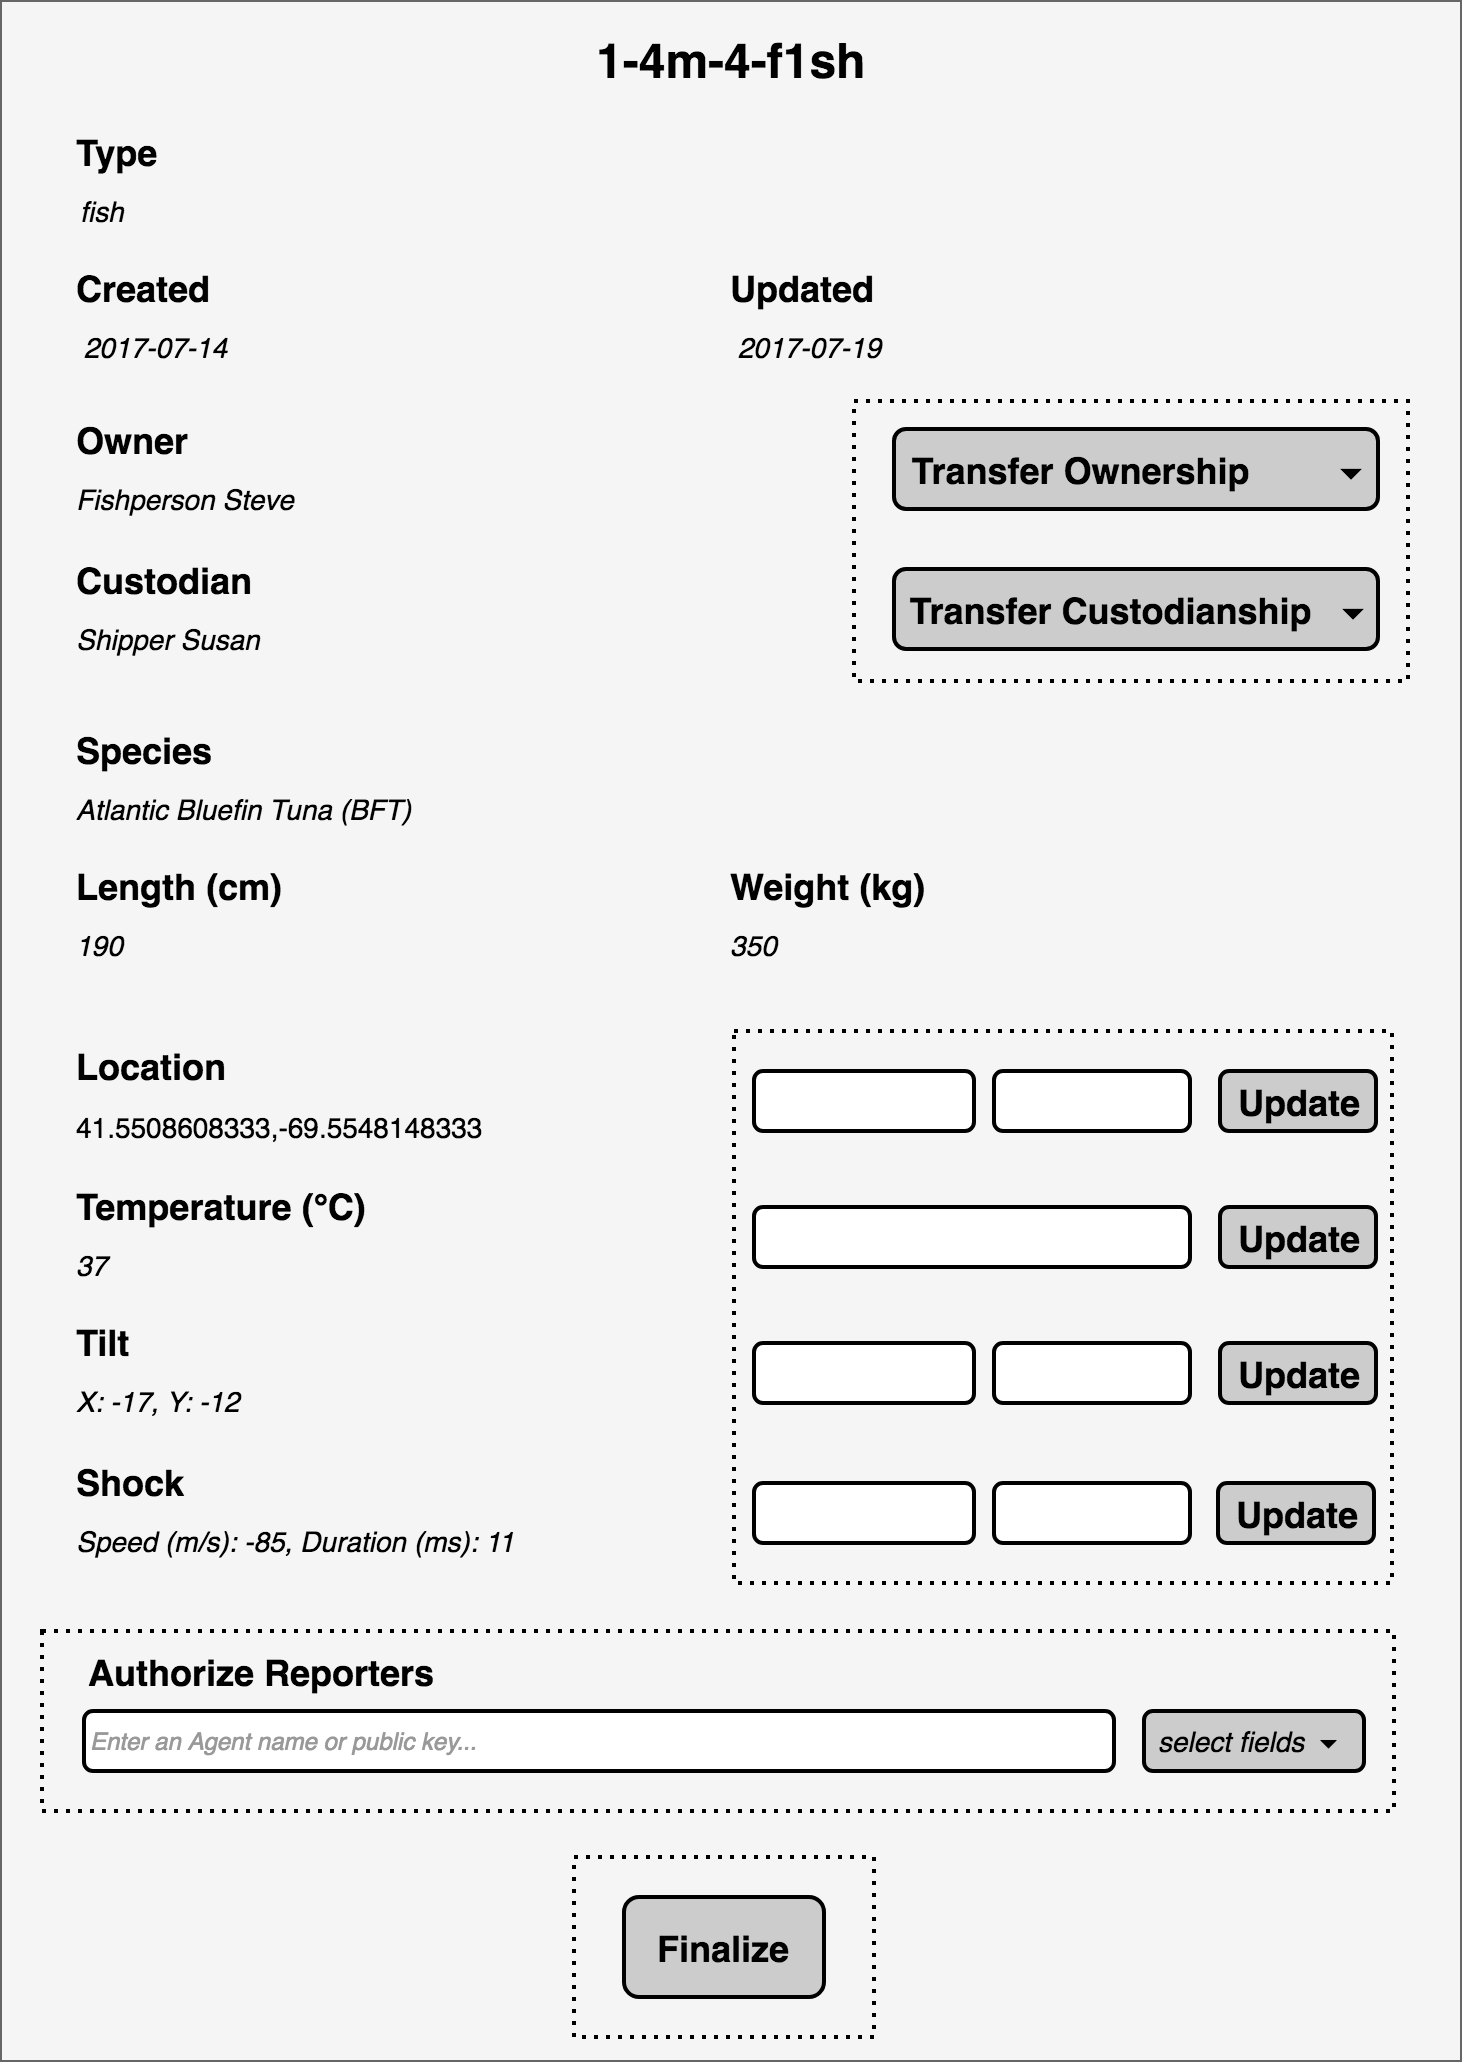 1-4m-4-f1sh
Type
fish
Created
Updated
2017-07-14
2017-07-19
Owner
Fishperson Steve
Transfer Ownership
Custodian
Shipper Susan
Transfer Custodianship
Species
Atlantic Bluefin Tuna (BFT)
Length (cm)
Weight (kg)
190
350
Location
41.5508608333,-69.5548148333
Update
Temperature (°C)
37
Update
Tilt
X: -17, Y: -12
Update
Shock
Speed (m/s): -85, Duration (ms): 11
Update
Authorize Reporters
Enter an Agent name or public key...
select fields
Finalize